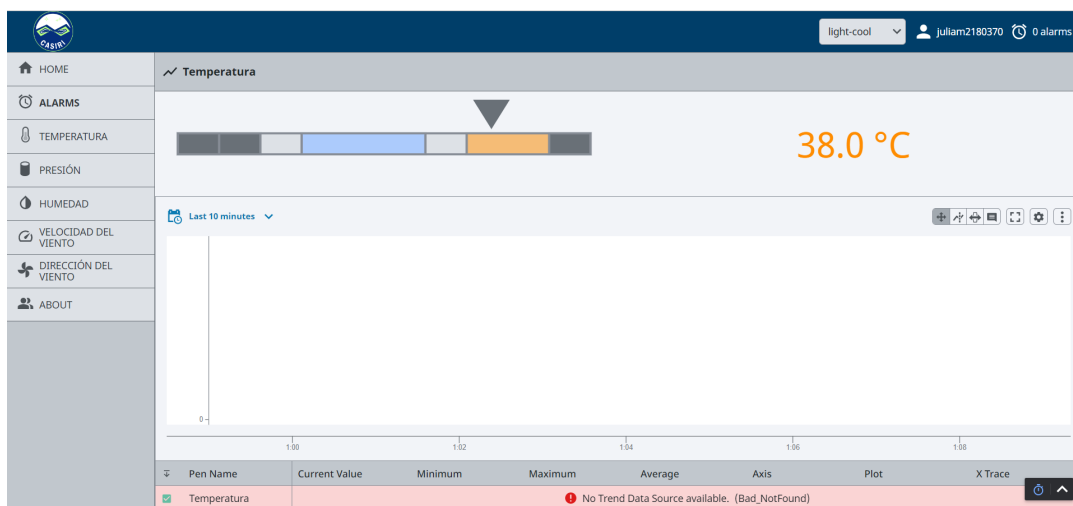 CASIRI
light-cool
juliam2180370
0 alarms
HOME
ALARMS
TEMPERATURA
PRESIÓN
HUMEDAD
VELOCIDAD DEL
VIENTO
DIRECCIÓN DEL
VIENTO
ABOUT
Temperatura
38.0 °C
Last 10 minutes
0
1:00 1:02 1:04 1:06 1:08
Pen Name Current Value Minimum Maximum Average Axis Plot X Trace
Temperatura No Trend Data Source available. (Bad_NotFound)